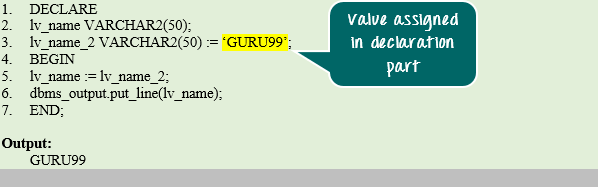 1. DECLARE
2. lv_name VARCHAR2(50);
3. lv_name_2 VARCHAR2(50) := ‘GURU99’;
4. BEGIN
5. lv_name := lv_name_2;
6. dbms_output.put_line(lv_name);
7. END;
Output:
GURU99
Value assigned
in declaration
part